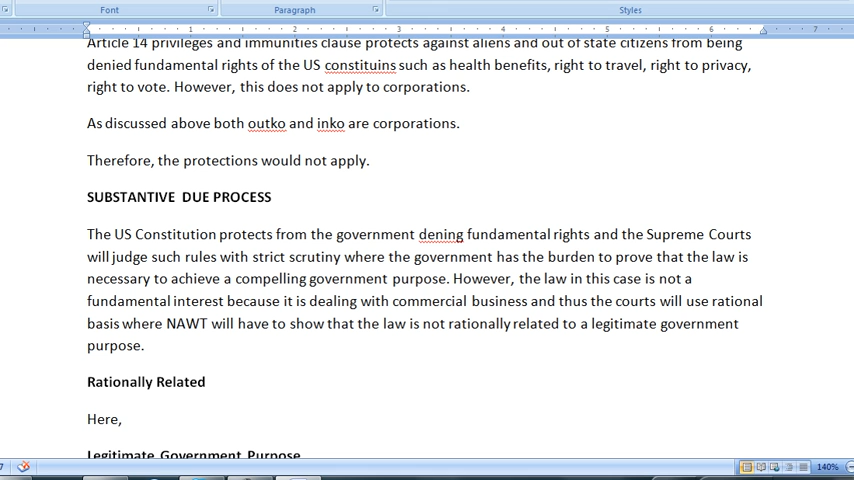 Font Paragraph Styles
1 2 3 4 5 6 7
Article 14 privileges and immunities clause protects against aliens and out of state citizens from being
denied fundamental rights of the US constituins such as health benefits, right to travel, right to privacy,
right to vote. However, this does not apply to corporations.
As discussed above both outko and inko are corporations.
Therefore, the protections would not apply.
SUBSTANTIVE DUE PROCESS
The US Constitution protects from the government dening fundamental rights and the Supreme Courts
will judge such rules with strict scrutiny where the government has the burden to prove that the law is
necessary to achieve a compelling government purpose. However, the law in this case is not a
fundamental interest because it is dealing with commercial business and thus the courts will use rational
basis where NAWT will have to show that the law is not rationally related to a legitimate government
purpose.
Rationally Related
Here,
Legitimate Government Purpose
7 140%